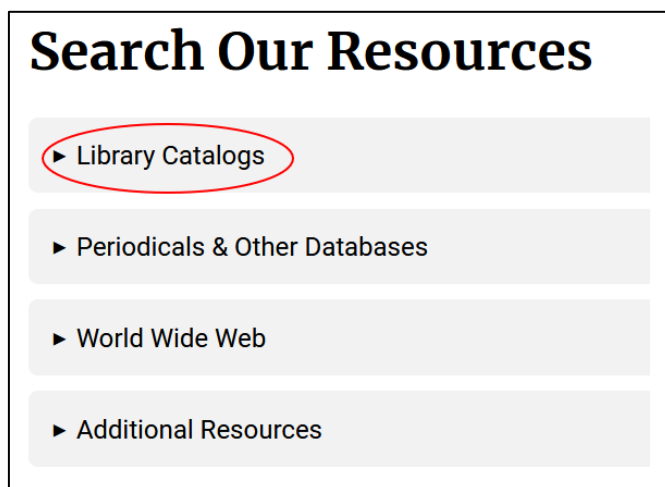 Search Our Resources
Library Catalogs
Periodicals & Other Databases
World Wide Web
Additional Resources